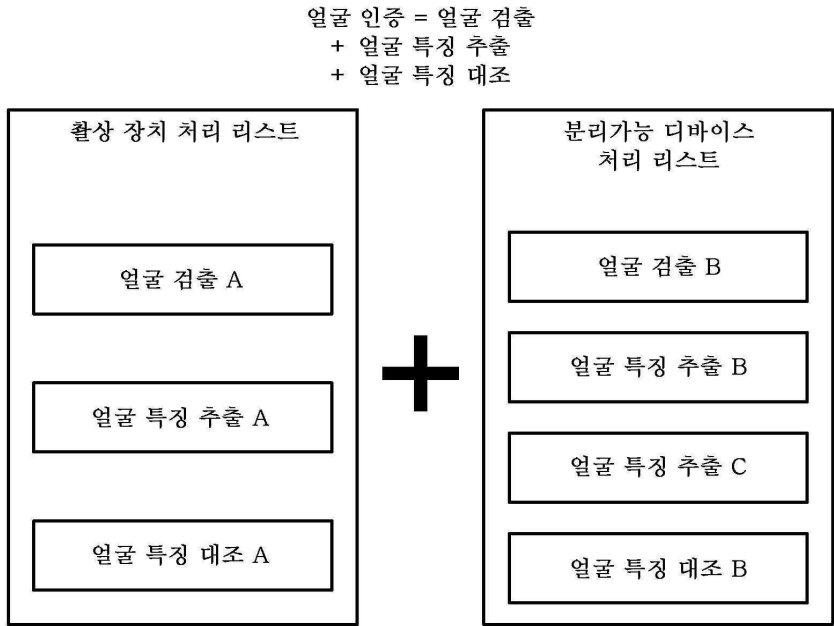 얼굴 인증 = 얼굴 검출
+ 얼굴 특징 추출
+ 얼굴 특징 대조
촬상 장치 처리 리스트
얼굴 검출 A
얼굴 특징 추출 A
얼굴 특징 대조 A
분리가능 디바이스
처리 리스트
얼굴 검출 B
얼굴 특징 추출 B
얼굴 특징 추출 C
얼굴 특징 대조 B